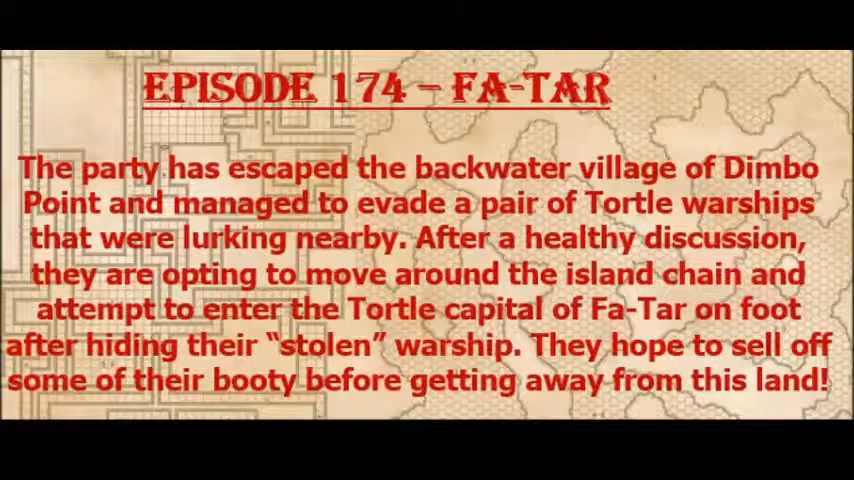 EPISODE 174 – FA-TAR
The party has escaped the backwater village of Dimbo
Point and managed to evade a pair of Tortle warships
that were lurking nearby. After a healthy discussion,
they are opting to move around the island chain and
attempt to enter the Tortle capital of Fa-Tar on foot
after hiding their “stolen” warship. They hope to sell off
some of their booty before getting away from this land!